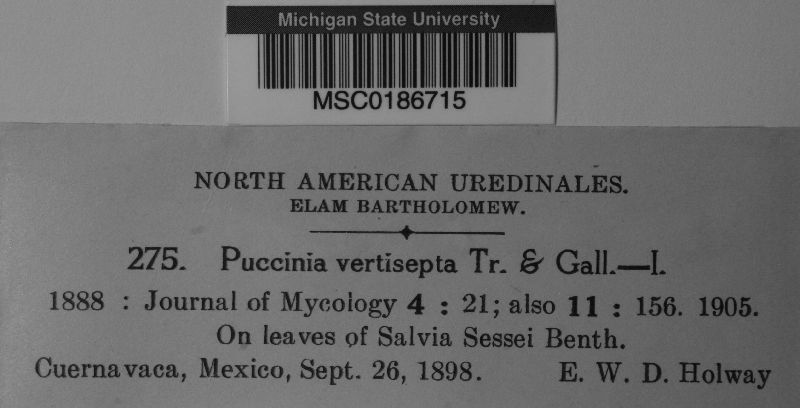 Michigan State University
MSC0186715
NORTH AMERICAN UREDINALES.
ELAM BARTHOLOMEW.
275. Puccinia vertisepta Tr. & Gall.—I.
1888 : Journal of Mycology 4 : 21; also 11 : 156. 1905.
On leaves of Salvia Sessei Benth.
Cuernavaca, Mexico, Sept. 26, 1898. E. W. D. Holway